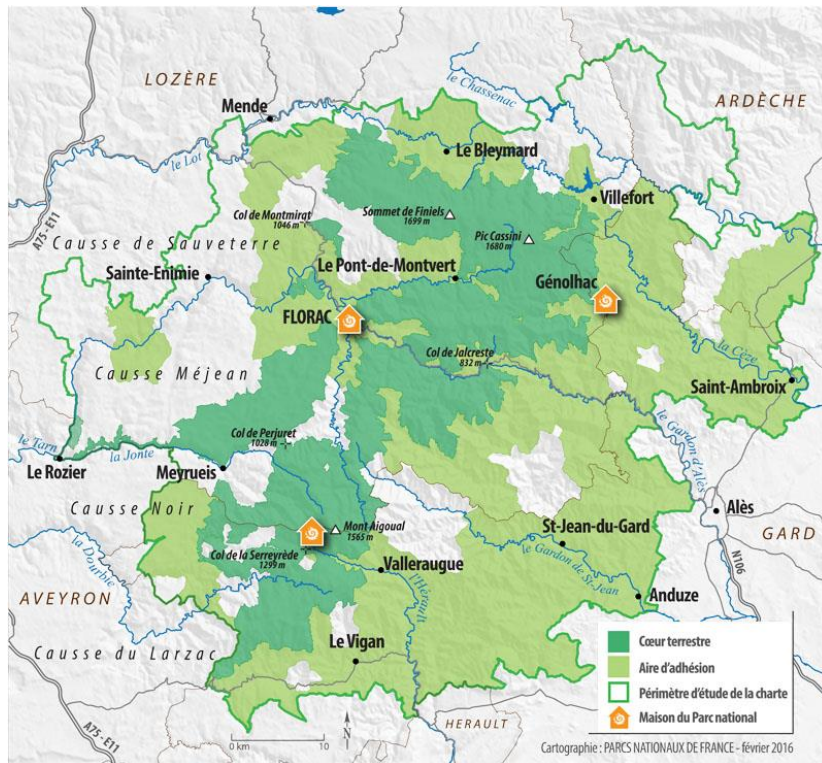 LOZÈRE
ARDÈCHE
le Chassenac
Mende
Le Bleymard
le Lot
Villefort
A75 - E11
Col de Montmirat
1046 m
Sommet de Finiels
1699 m
Pic Cassini
1680 m
Causse de Sauveterre
Sainte-Enimie
Le Pont-de-Montvert
Génolhac
FLORAC
Col de Jalcreste
832 m
la Cèze
Causse Méjean
Saint-Ambroix
Col de Perjuret
1028 m
le Tarn
la Jonte
Le Rozier
Meyrueis
le Gardon d'Alès
Causse Noir
Alès
Mont Aigoual
1565 m
St-Jean-du-Gard
GARD
Col de la Serreyrède
1299 m
la Dourbie
Valleraugue
le Gardon de St-Jean
N106
l'Hérault
Anduze
AVEYRON
Causse du Larzac
Le Vigan
Cœur terrestre
Aire d'adhésion
Périmètre d'étude de la charte
Maison du Parc national
A75 - E11
N
0 km 10
HERAULT
Cartographie : PARCS NATIONAUX DE FRANCE – février 2016